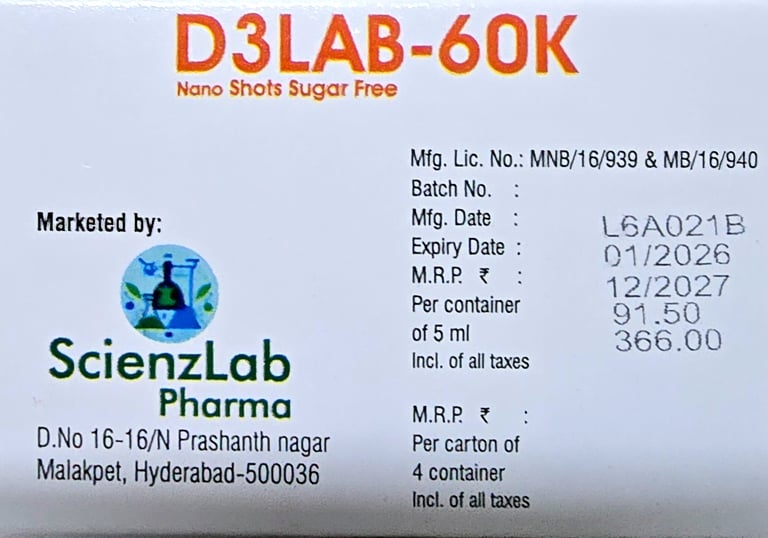 D3LAB-60K
Nano Shots Sugar Free
Marketed by:
ScienzLab
Pharma
D.No 16-16/N Prashanth nagar
Malakpet, Hyderabad-500036
Mfg. Lic. No.: MNB/16/939 & MB/16/940
Batch No. :
Mfg. Date :
Expiry Date :
M.R.P. ₹ :
Per container
of 5 ml
Incl. of all taxes
M.R.P. ₹ :
Per carton of
4 container
Incl. of all taxes
L6A021B
01/2026
12/2027
91.50
366.00